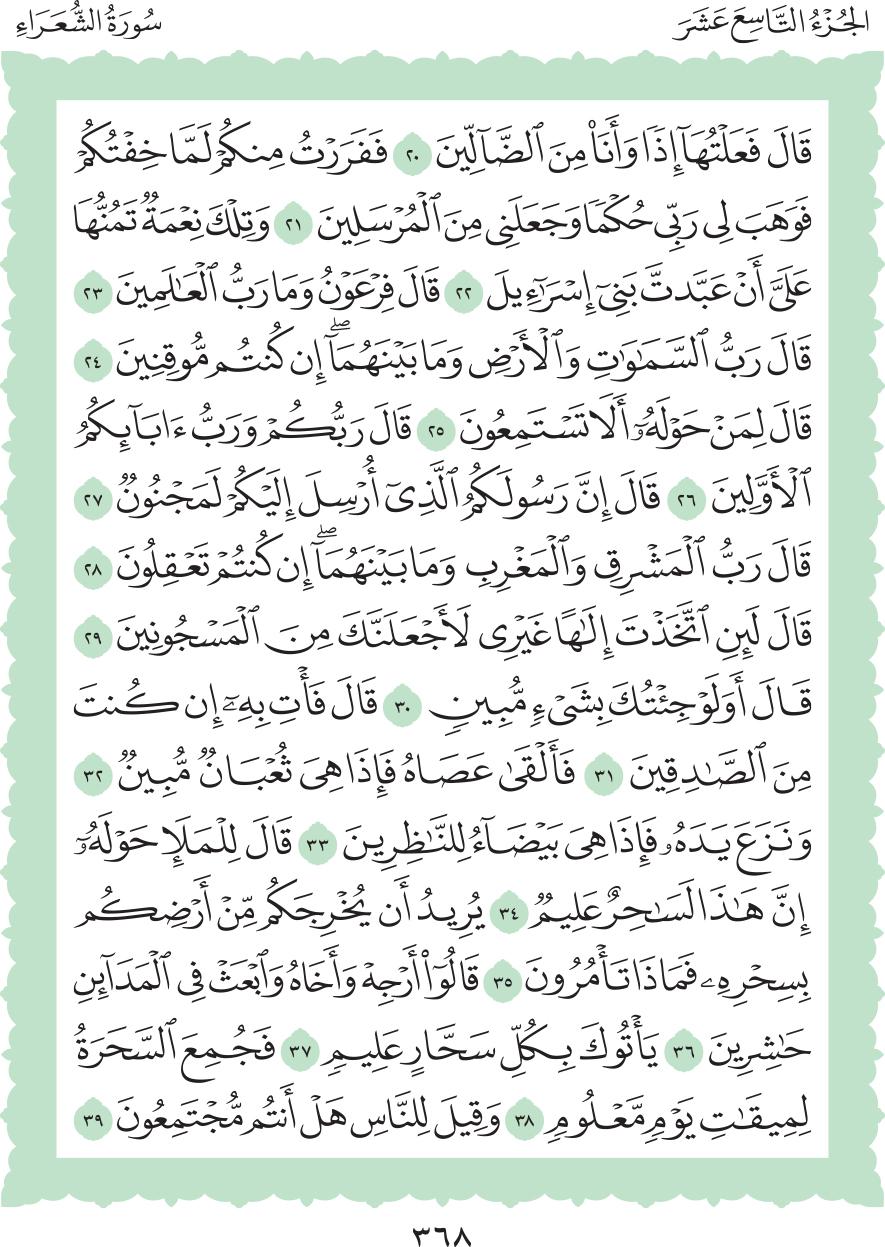 الجُزْءُ التَّاسِعَ عَشَرَ
سُورَةُ الشُّعَرَاءِ
قَالَ فَعَلْتُهَآ إِذٗا وَأَنَا۠ مِنَ ٱلضَّآلِّينَ ٢٠ فَفَرَرۡتُ مِنكُمۡ لَمَّا خِفۡتُكُمۡ
فَوَهَبَ لِي رَبِّي حُكۡمٗا وَجَعَلَنِي مِنَ ٱلۡمُرۡسَلِينَ ٢١ وَتِلۡكَ نِعۡمَةٞ تَمُنُّهَا
عَلَيَّ أَنۡ عَبَّدتَّ بَنِيٓ إِسۡرَٰٓءِيلَ ٢٢ قَالَ فِرۡعَوۡنُ وَمَا رَبُّ ٱلۡعَٰلَمِينَ ٢٣
قَالَ رَبُّ ٱلسَّمَٰوَٰتِ وَٱلۡأَرۡضِ وَمَا بَيۡنَهُمَآۖ إِن كُنتُم مُّوقِنِينَ ٢٤
قَالَ لِمَنۡ حَوۡلَهُۥٓ أَلَا تَسۡتَمِعُونَ ٢٥ قَالَ رَبُّكُمۡ وَرَبُّ ءَابَآئِكُمُ
ٱلۡأَوَّلِينَ ٢٦ قَالَ إِنَّ رَسُولَكُمُ ٱلَّذِيٓ أُرۡسِلَ إِلَيۡكُمۡ لَمَجۡنُونٞ ٢٧
قَالَ رَبُّ ٱلۡمَشۡرِقِ وَٱلۡمَغۡرِبِ وَمَا بَيۡنَهُمَآۖ إِن كُنتُمۡ تَعۡقِلُونَ ٢٨
قَالَ لَئِنِ ٱتَّخَذۡتَ إِلَٰهًا غَيۡرِي لَأَجۡعَلَنَّكَ مِنَ ٱلۡمَسۡجُونِينَ ٢٩
قَالَ أَوَلَوۡ جِئۡتُكَ بِشَيۡءٖ مُّبِينٖ ٣٠ قَالَ فَأۡتِ بِهِۦٓ إِن كُنتَ
مِنَ ٱلصَّٰدِقِينَ ٣١ فَأَلۡقَىٰ عَصَاهُ فَإِذَا هِيَ ثُعۡبَانٞ مُّبِينٞ ٣٢
وَنَزَعَ يَدَهُۥ فَإِذَا هِيَ بَيۡضَآءُ لِلنَّٰظِرِينَ ٣٣ قَالَ لِلۡمَلَإِ حَوۡلَهُۥٓ
إِنَّ هَٰذَا لَسَٰحِرٌ عَلِيمٞ ٣٤ يُرِيدُ أَن يُخۡرِجَكُم مِّنۡ أَرۡضِكُم
بِسِحۡرِهِۦ فَمَاذَا تَأۡمُرُونَ ٣٥ قَالُوٓاْ أَرۡجِهۡ وَأَخَاهُ وَٱبۡعَثۡ فِي ٱلۡمَدَآئِنِ
حَٰشِرِينَ ٣٦ يَأۡتُوكَ بِكُلِّ سَحَّارٍ عَلِيمٖ ٣٧ فَجُمِعَ ٱلسَّحَرَةُ
لِمِيقَٰتِ يَوۡمٖ مَّعۡلُومٖ ٣٨ وَقِيلَ لِلنَّاسِ هَلۡ أَنتُم مُّجۡتَمِعُونَ ٣٩
٣٦٨